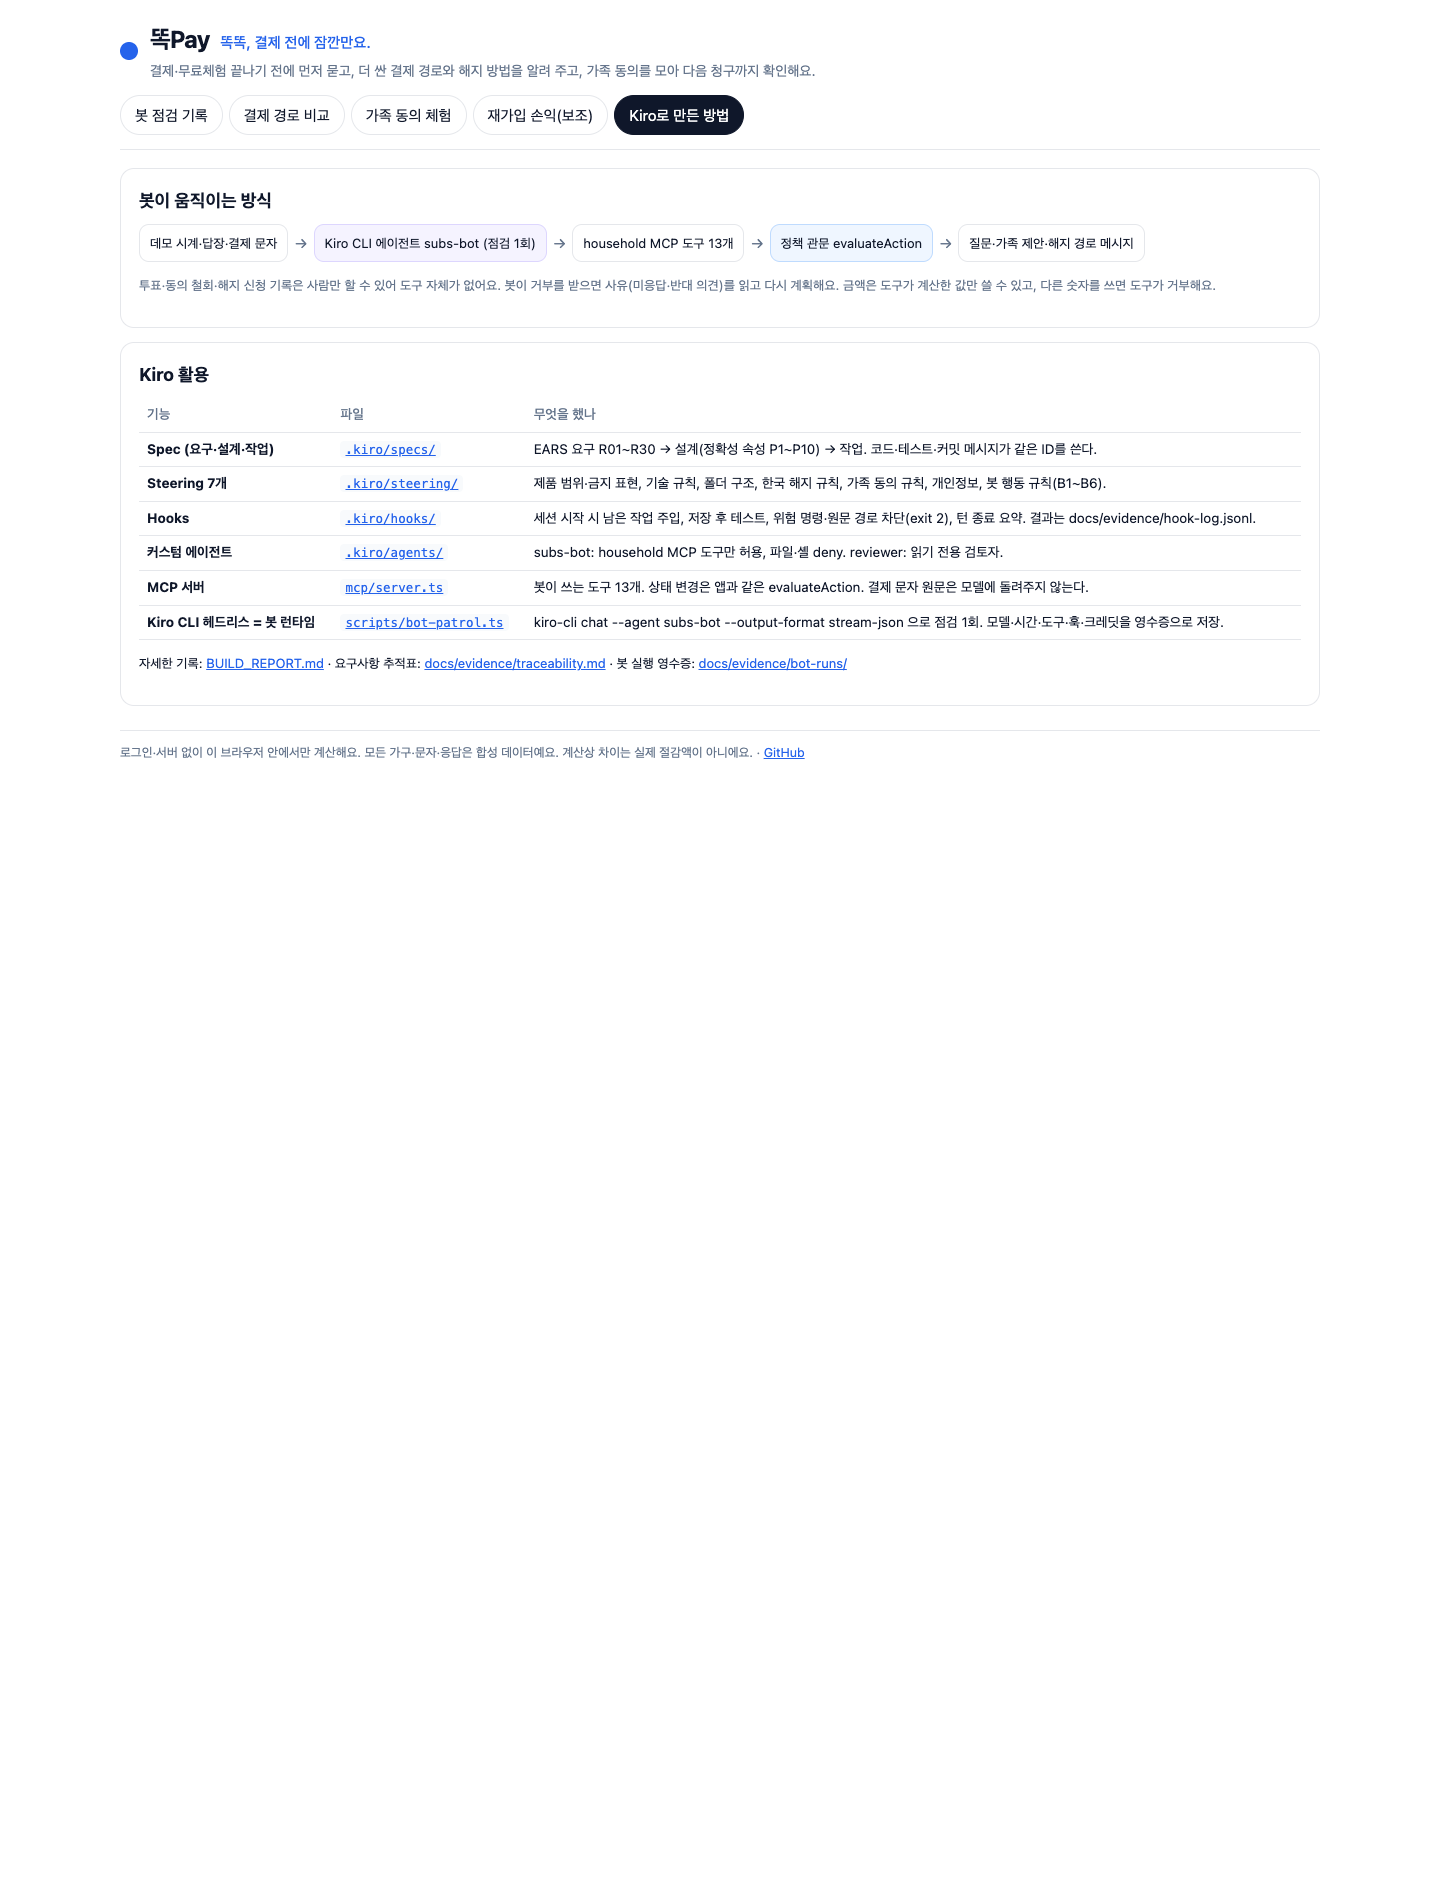 똑Pay 똑똑, 결제 전에 잠깐만요.
결제·무료체험 끝나기 전에 먼저 묻고, 더 싼 결제 경로와 해지 방법을 알려 주고, 가족 동의를 모아 다음 청구까지 확인해요.
봇 점검 기록 결제 경로 비교 가족 동의 체험 재가입 손익(보조) Kiro로 만든 방법
봇이 움직이는 방식
데모 시계·답장·결제 문자 → Kiro CLI 에이전트 subs-bot (점검 1회) → household MCP 도구 13개 → 정책 관문 evaluateAction → 질문·가족 제안·해지 경로 메시지
투표·동의 철회·해지 신청 기록은 사람만 할 수 있어 도구 자체가 없어요. 봇이 거부를 받으면 사유(미응답·반대 의견)를 읽고 다시 계획해요. 금액은 도구가 계산한 값만 쓸 수 있고, 다른 숫자를 쓰면 도구가 거부해요.
Kiro 활용
기능 파일 무엇을 했나
Spec (요구·설계·작업) .kiro/specs/ EARS 요구 R01~R30 → 설계(정확성 속성 P1~P10) → 작업. 코드·테스트·커밋 메시지가 같은 ID를 쓴다.
Steering 7개 .kiro/steering/ 제품 범위·금지 표현, 기술 규칙, 폴더 구조, 한국 해지 규칙, 가족 동의 규칙, 개인정보, 봇 행동 규칙(B1~B6).
Hooks .kiro/hooks/ 세션 시작 시 남은 작업 주입, 저장 후 테스트, 위험 명령·원문 경로 차단(exit 2), 턴 종료 요약. 결과는 docs/evidence/hook-log.jsonl.
커스텀 에이전트 .kiro/agents/ subs-bot: household MCP 도구만 허용, 파일·셸 deny. reviewer: 읽기 전용 검토자.
MCP 서버 mcp/server.ts 봇이 쓰는 도구 13개. 상태 변경은 앱과 같은 evaluateAction. 결제 문자 원문은 모델에 돌려주지 않는다.
Kiro CLI 헤드리스 = 봇 런타임 scripts/bot-patrol.ts kiro-cli chat --agent subs-bot --output-format stream-json 으로 점검 1회. 모델·시간·도구·훅·크레딧을 영수증으로 저장.
자세한 기록: BUILD_REPORT.md · 요구사항 추적표: docs/evidence/traceability.md · 봇 실행 영수증: docs/evidence/bot-runs/
로그인·서버 없이 이 브라우저 안에서만 계산해요. 모든 가구·문자·응답은 합성 데이터예요. 계산상 차이는 실제 절감액이 아니에요. · GitHub